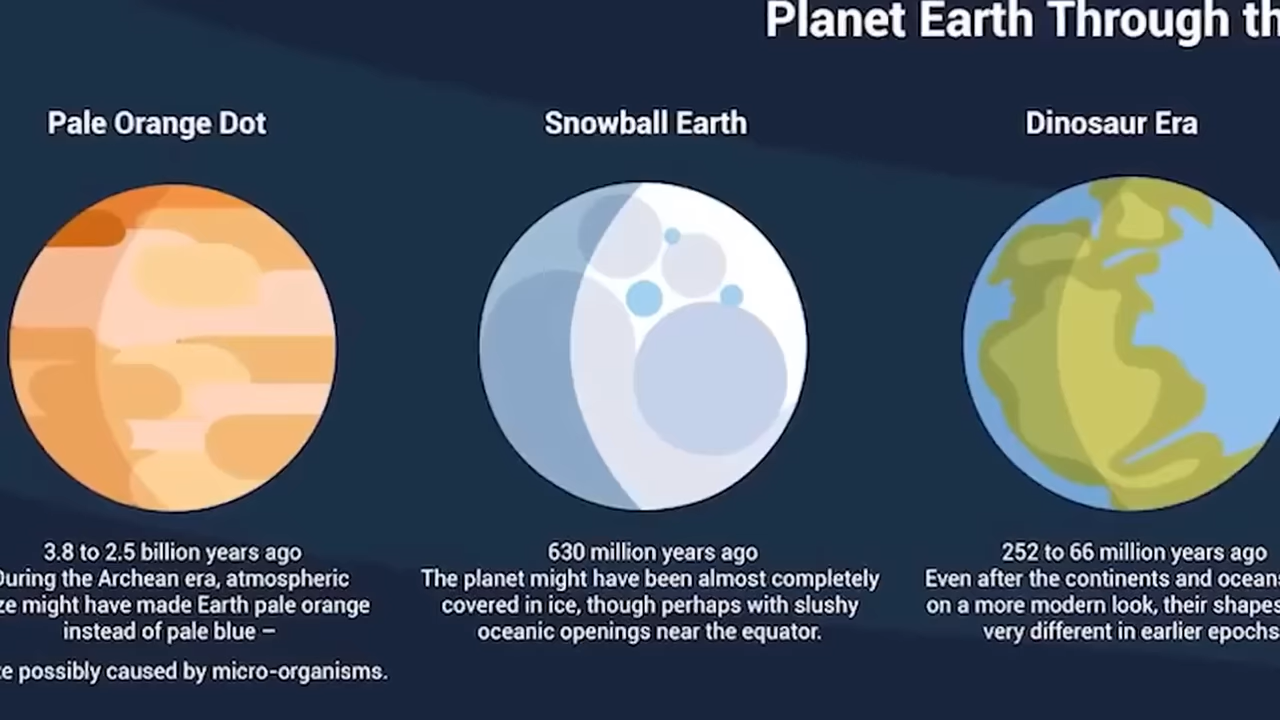 Planet Earth Through th
Pale Orange Dot
3.8 to 2.5 billion years ago
During the Archean era, atmospheric
ze might have made Earth pale orange
instead of pale blue –
ze possibly caused by micro-organisms.
Snowball Earth
630 million years ago
The planet might have been almost completely
covered in ice, though perhaps with slushy
oceanic openings near the equator.
Dinosaur Era
252 to 66 million years ago
Even after the continents and oceans
on a more modern look, their shapes
very different in earlier epochs